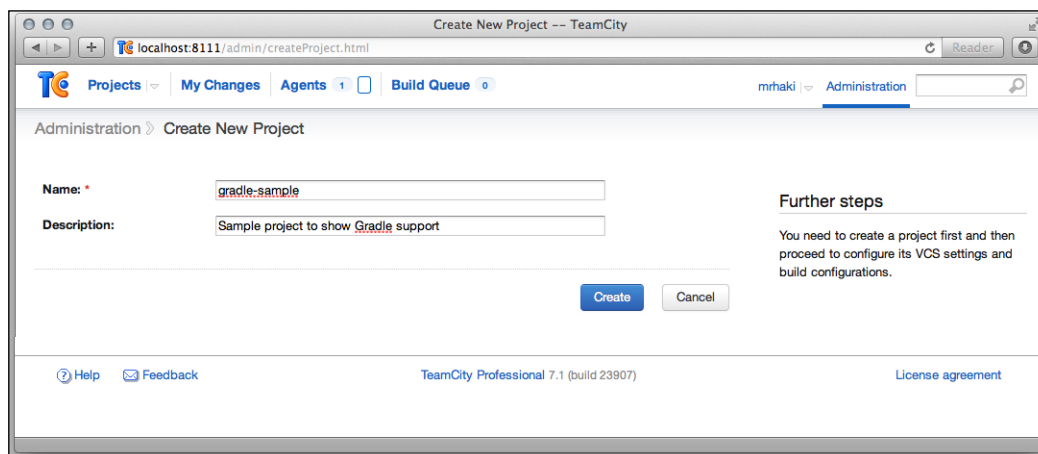 Create New Project -- TeamCity
localhost:8111/admin/createProject.html Reader
TC Projects My Changes Agents 1 Build Queue 0 mrhaki Administration
Administration Create New Project
Name: * gradle-sample
Further steps
Description: Sample project to show Gradle support
You need to create a project first and then
proceed to configure its VCS settings and
build configurations.
Create Cancel
? Help Feedback TeamCity Professional 7.1 (build 23907) License agreement